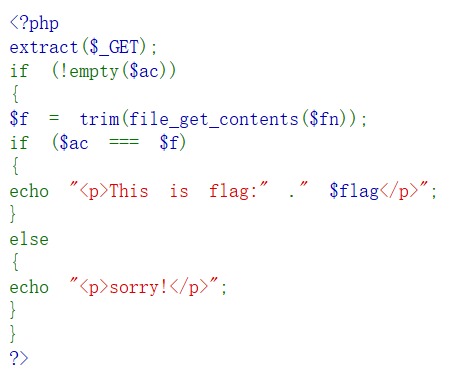 <?php
extract($_GET);
if (!empty($ac))
{
$f = trim(file_get_contents($fn));
if ($ac === $f)
{
echo "<p>This is flag:" ." $flag</p>";
}
else
{
echo "<p>sorry!</p>";
}
}
?>